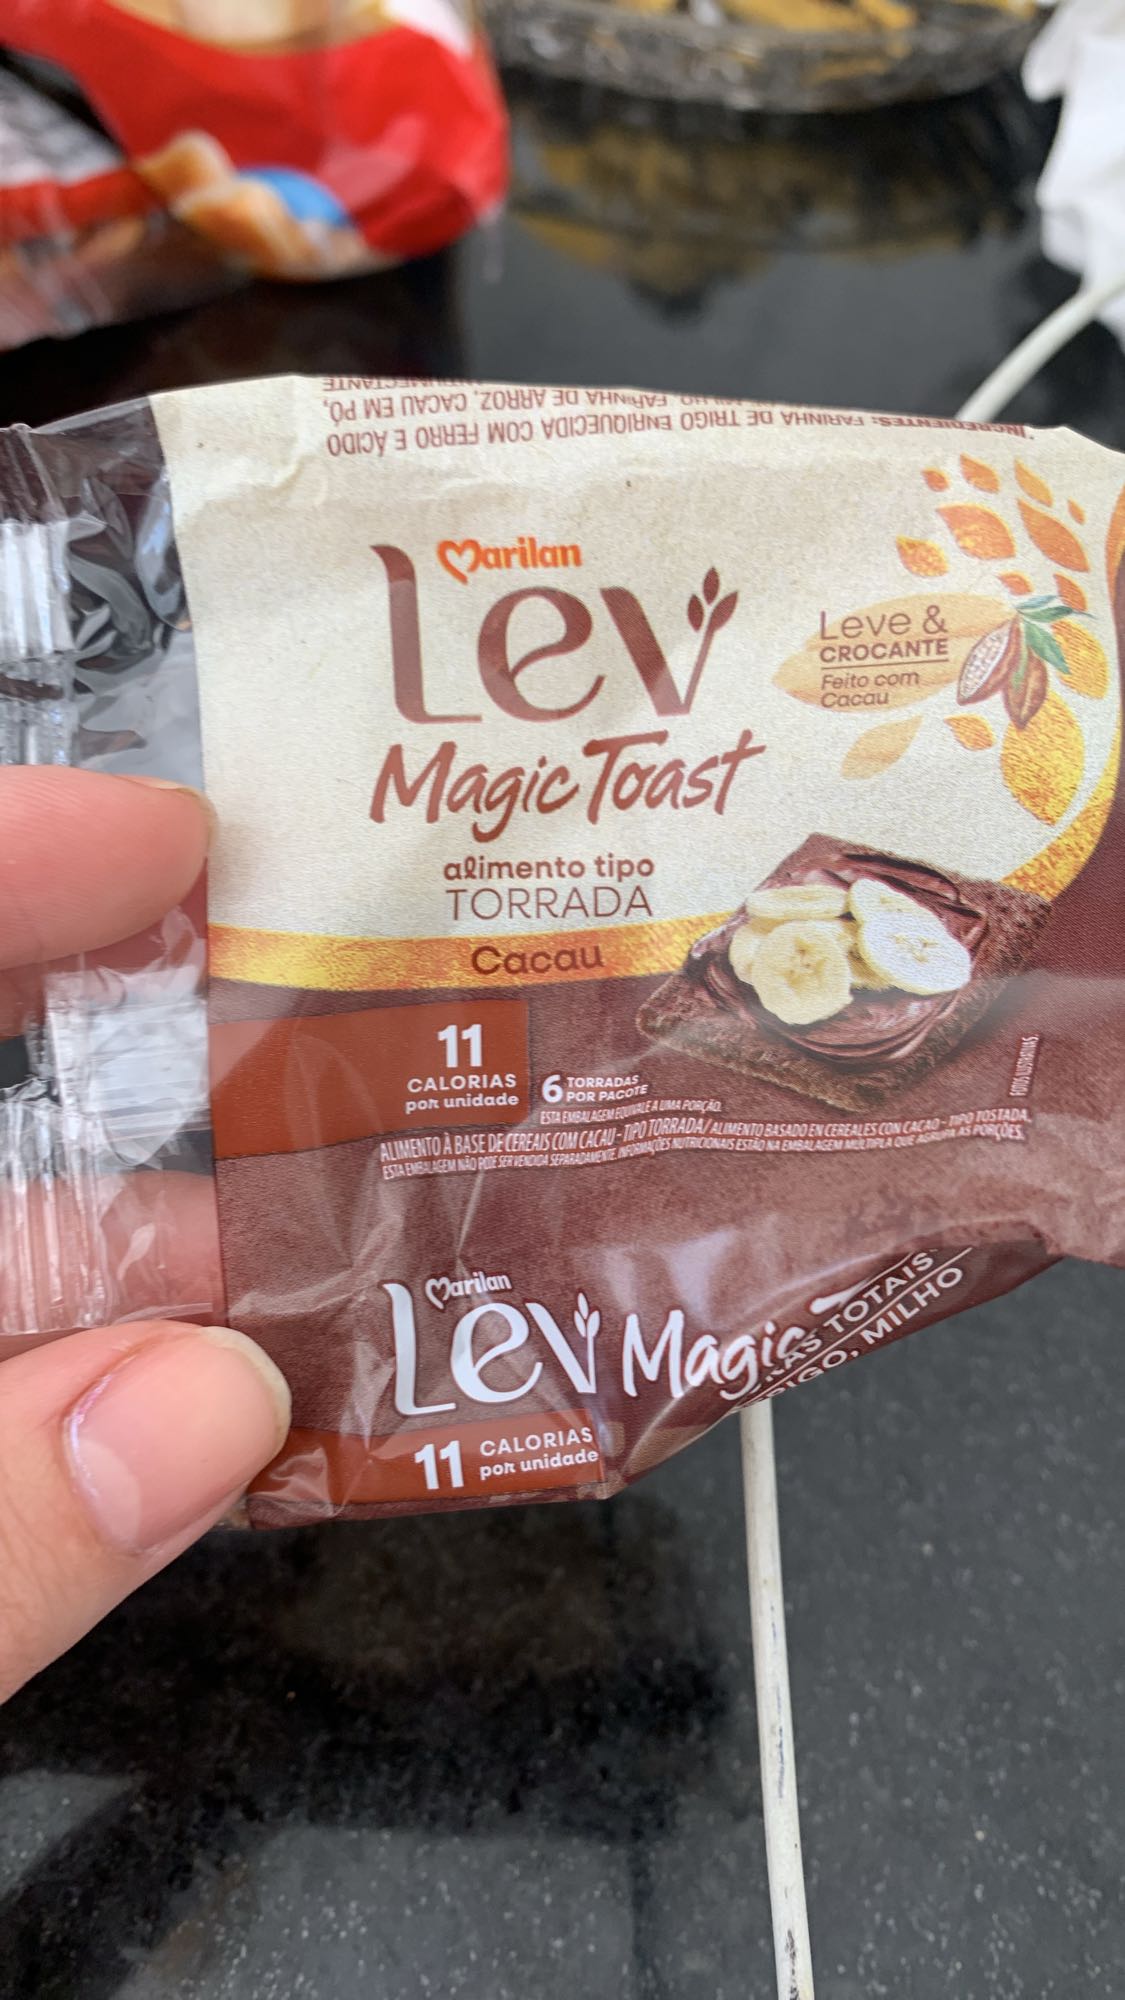 INGREDIENTES: FARINHA DE TRIGO ENRIQUECIDA COM FERRO E ÁCIDO
FARINHA DE ARROZ, CACAU EM PÓ,
ANTIUMECTANTE
Marilan
Lev
Magic Toast
alimento tipo
TORRADA
Cacau
Leve &
CROCANTE
Feito com
Cacau
11
CALORIAS
por unidade
6 TORRADAS
POR PACOTE
ESTA EMBALAGEM EQUIVALE A UMA PORÇÃO.
ALIMENTO À BASE DE CEREAIS COM CACAU - TIPO TORRADA/ ALIMENTO BASADO EN CEREALES CON CACAO - TIPO TOSTADA.
ESTA EMBALAGEM NÃO PODE SER VENDIDA SEPARADAMENTE. INFORMAÇÕES NUTRICIONAIS ESTÃO NA EMBALAGEM MÚLTIPLA QUE AGRUPA AS PORÇÕES.
FOTOS ILUSTRATIVAS.
Marilan
Lev Magic
11 CALORIAS
por unidade
TOTAIS
MILHO